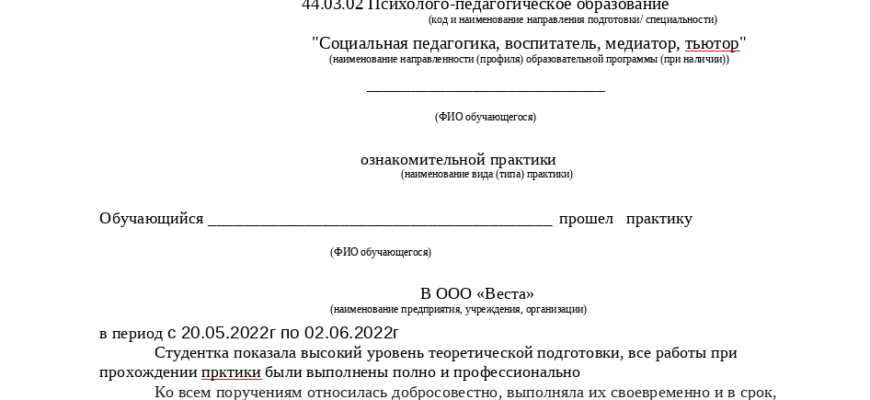 44.03.02 Психолого-педагогическое образование
(код и наименование направления подготовки/ специальности)
"Социальная педагогика, воспитатель, медиатор, тьютор"
(наименование направленности (профиля) образовательной программы (при наличии))
____________________________
(ФИО обучающегося)
ознакомительной практики
(наименование вида (типа) практики)
Обучающийся ________________________________________ прошел практику
(ФИО обучающегося)
В ООО «Веста»
(наименование предприятия, учреждения, организации)
в период с 20.05.2022г по 02.06.2022г
Студентка показала высокий уровень теоретической подготовки, все работы при
прохождении прктики были выполнены полно и профессионально
Ко всем поручениям относилась добросовестно, выполняла их своевременно и в срок,